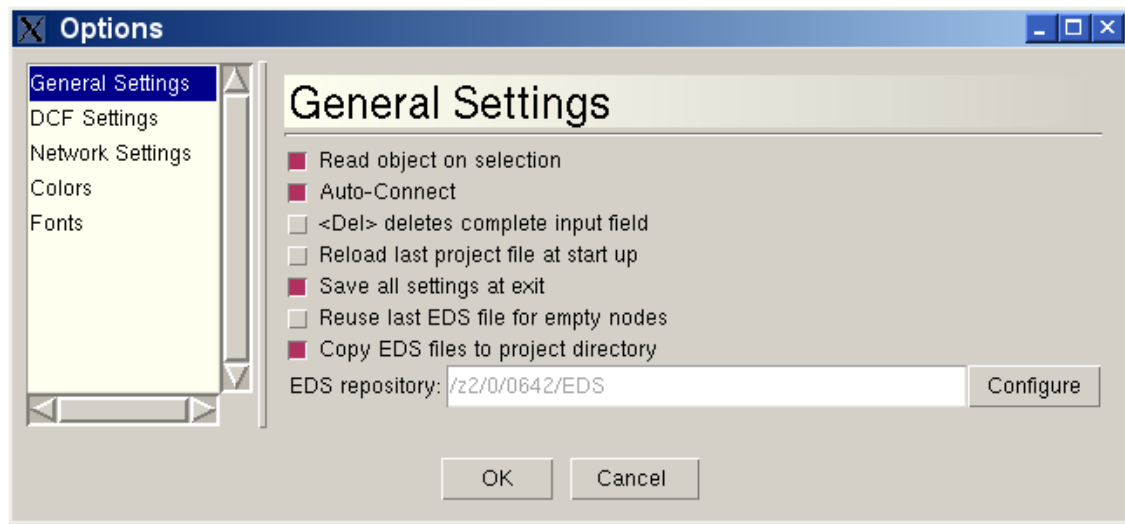 Options
General Settings
DCF Settings
Network Settings
Colors
Fonts
General Settings
Read object on selection
Auto-Connect
<Del> deletes complete input field
Reload last project file at start up
Save all settings at exit
Reuse last EDS file for empty nodes
Copy EDS files to project directory
EDS repository: /z2/0/0642/EDS Configure
OK Cancel